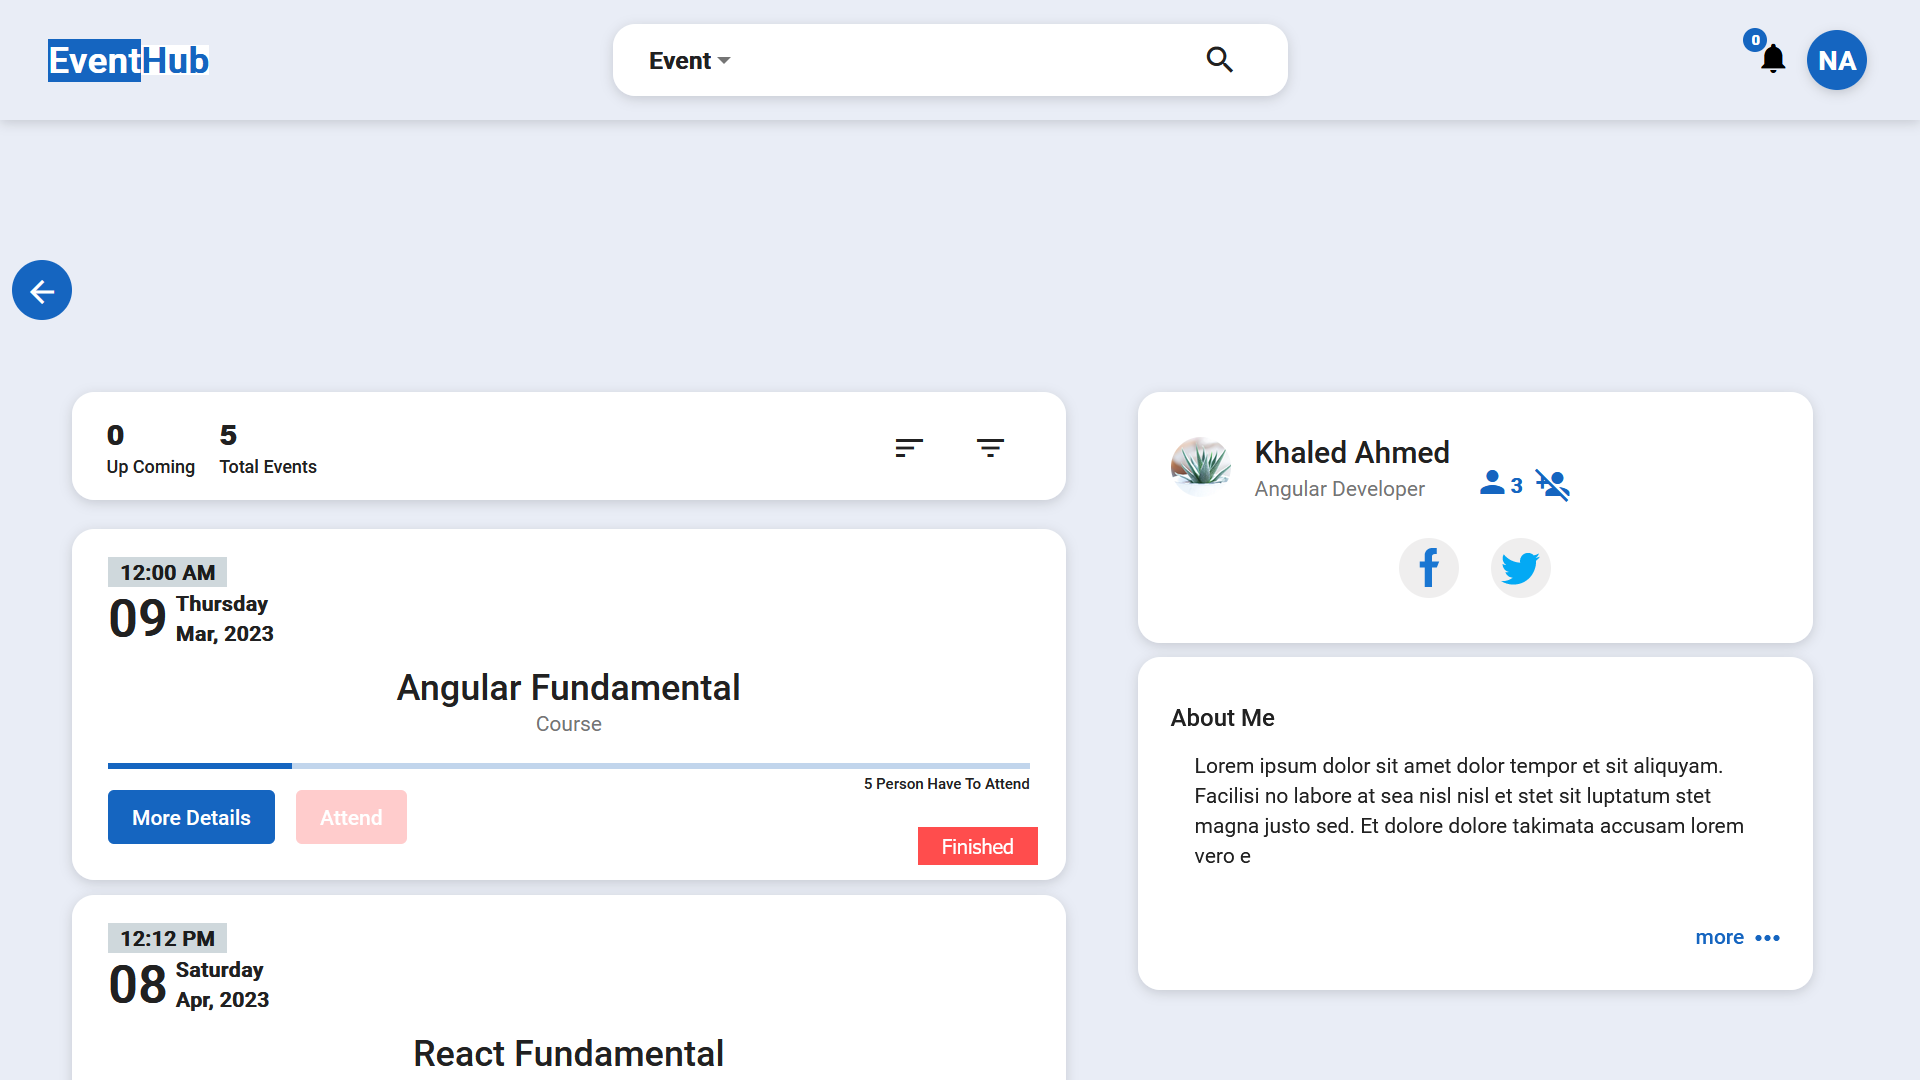 EventHub
Event
0
NA
0
Up Coming
5
Total Events
12:00 AM
09
Thursday
Mar, 2023
Angular Fundamental
Course
5 Person Have To Attend
More Details
Attend
Finished
12:12 PM
08
Saturday
Apr, 2023
React Fundamental
Khaled Ahmed
Angular Developer
3
About Me
Lorem ipsum dolor sit amet dolor tempor et sit aliquyam.
Facilisi no labore at sea nisl nisl et stet sit luptatum stet
magna justo sed. Et dolore dolore takimata accusam lorem
vero e
more